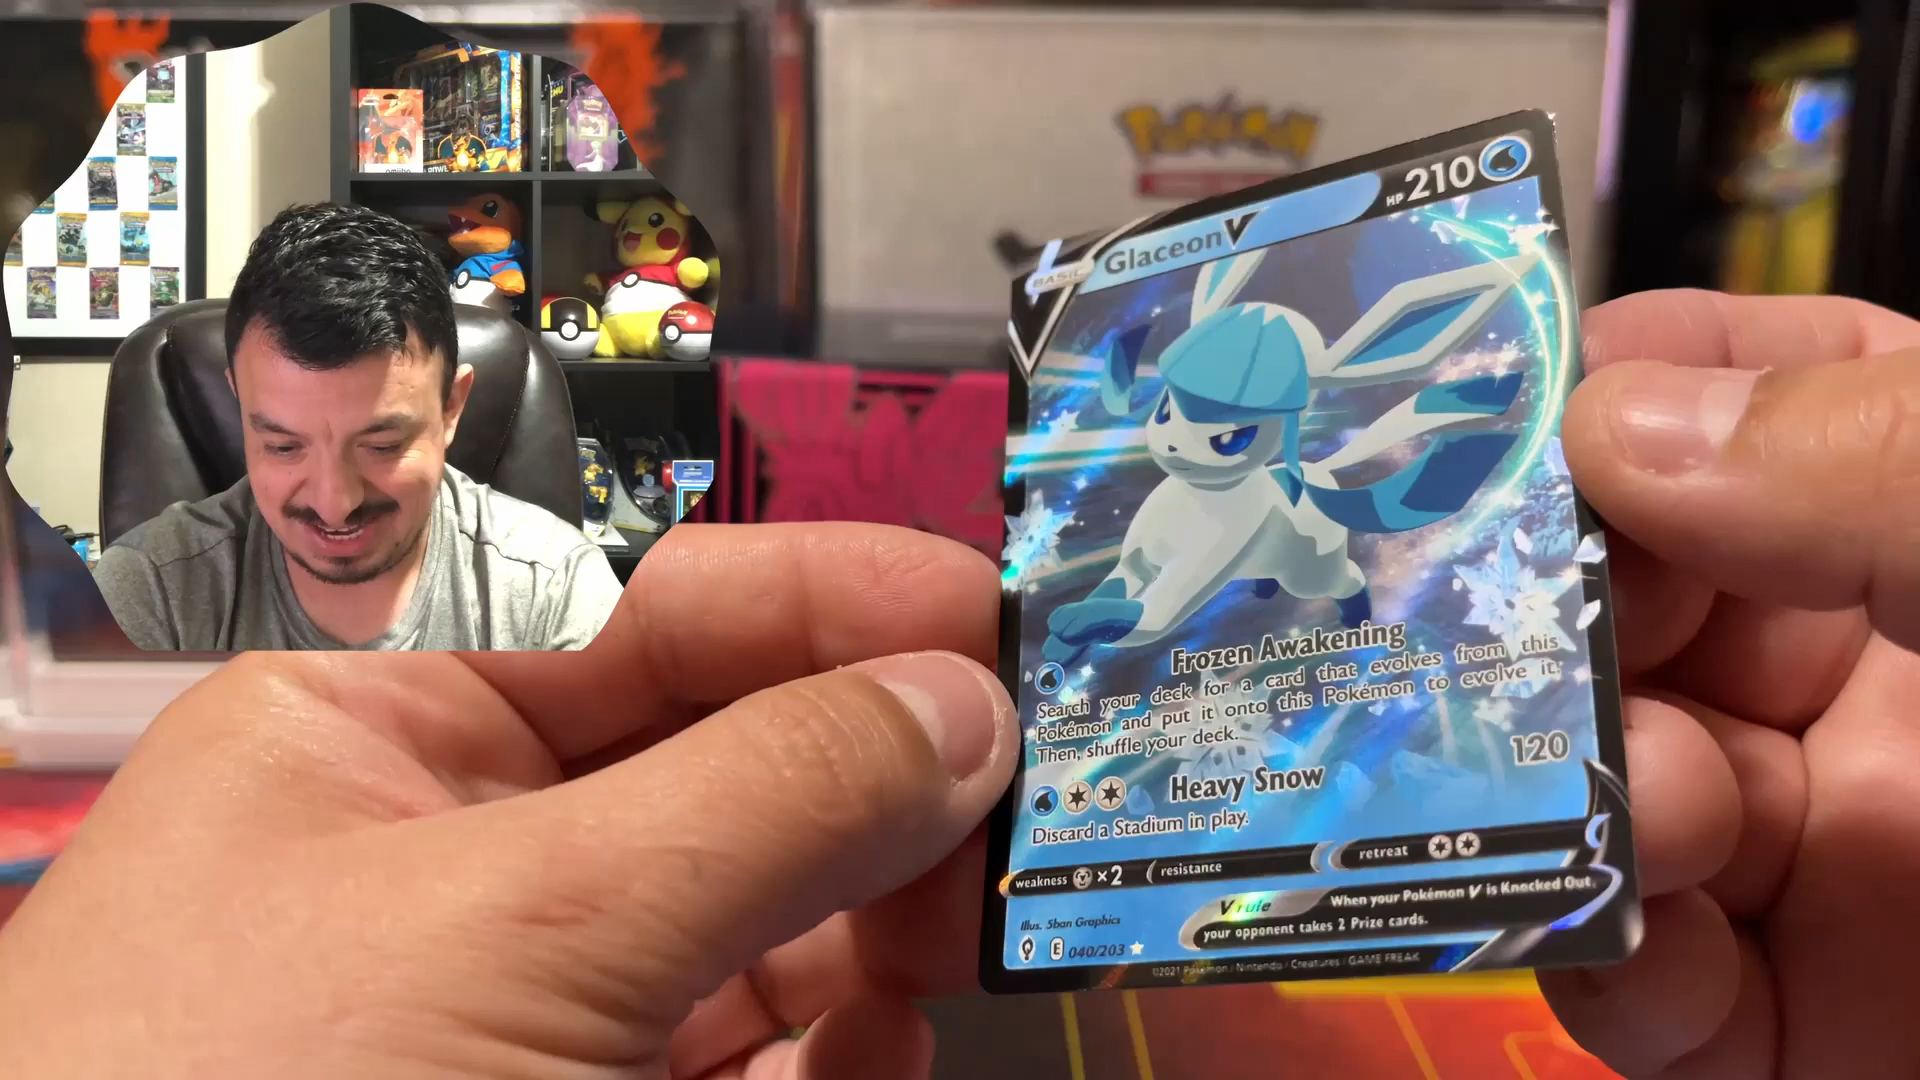 Pokémon
BASIC
Glaceon V
HP 210
Frozen Awakening
Search your deck for a card that evolves from this
Pokémon and put it onto this Pokémon to evolve it.
Then, shuffle your deck.
Heavy Snow
120
Discard a Stadium in play.
weakness ×2
resistance
retreat
V rule
When your Pokémon V is Knocked Out,
your opponent takes 2 Prize cards.
Illus. 5ban Graphics
E 040/203
©2021 Pokémon / Nintendo / Creatures / GAME FREAK